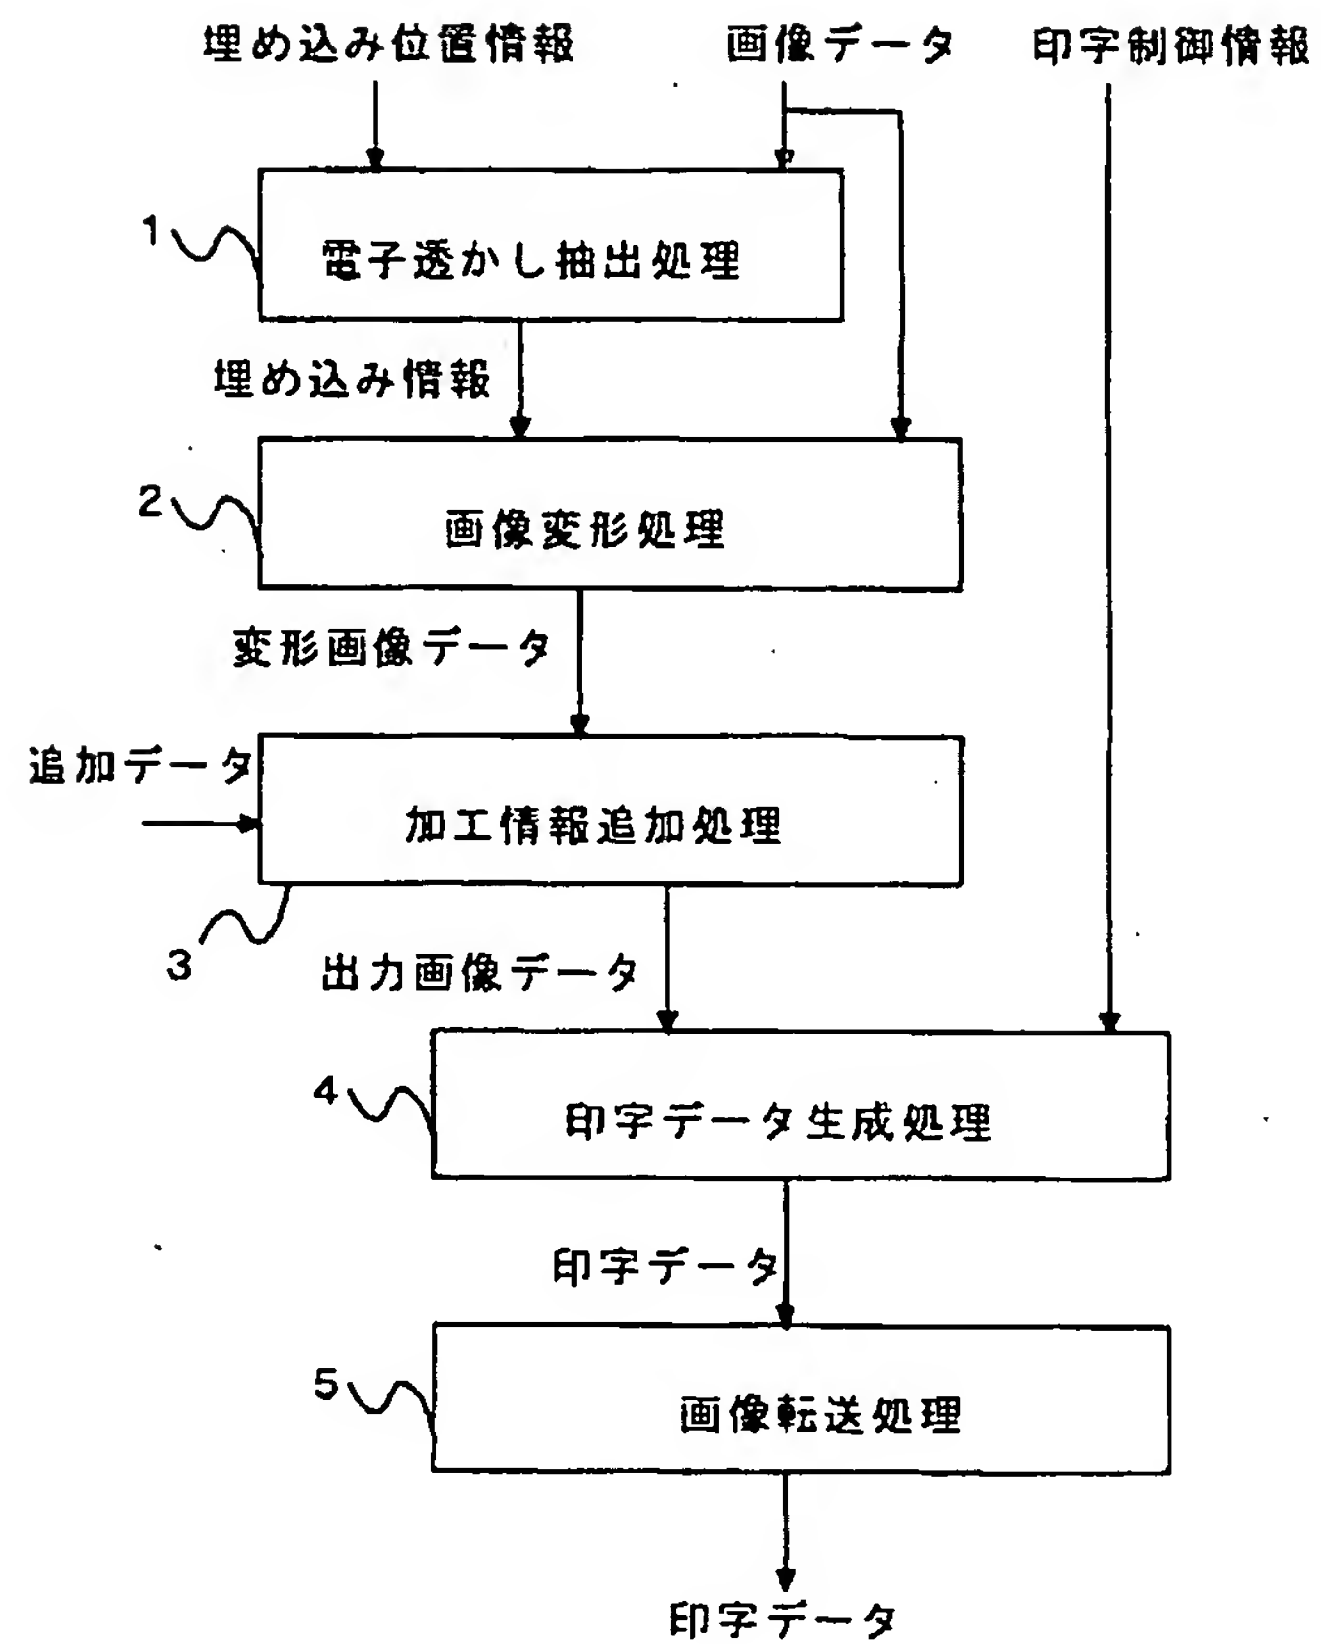 埋め込み位置情報
画像データ
印字制御情報
1
電子透かし抽出処理
埋め込み情報
2
画像変形処理
変形画像データ
追加データ
加工情報追加処理
3
出力画像データ
4
印字データ生成処理
印字データ
5
画像転送処理
印字データ